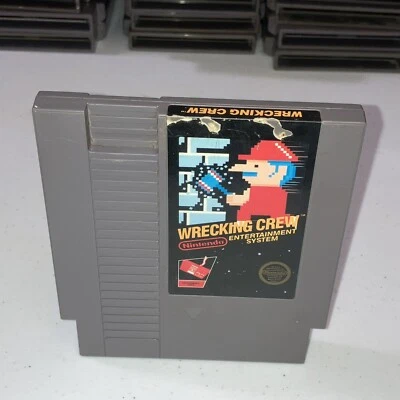 WRECKING CREW
WRECKING CREW
Nintendo
ENTERTAINMENT
SYSTEM